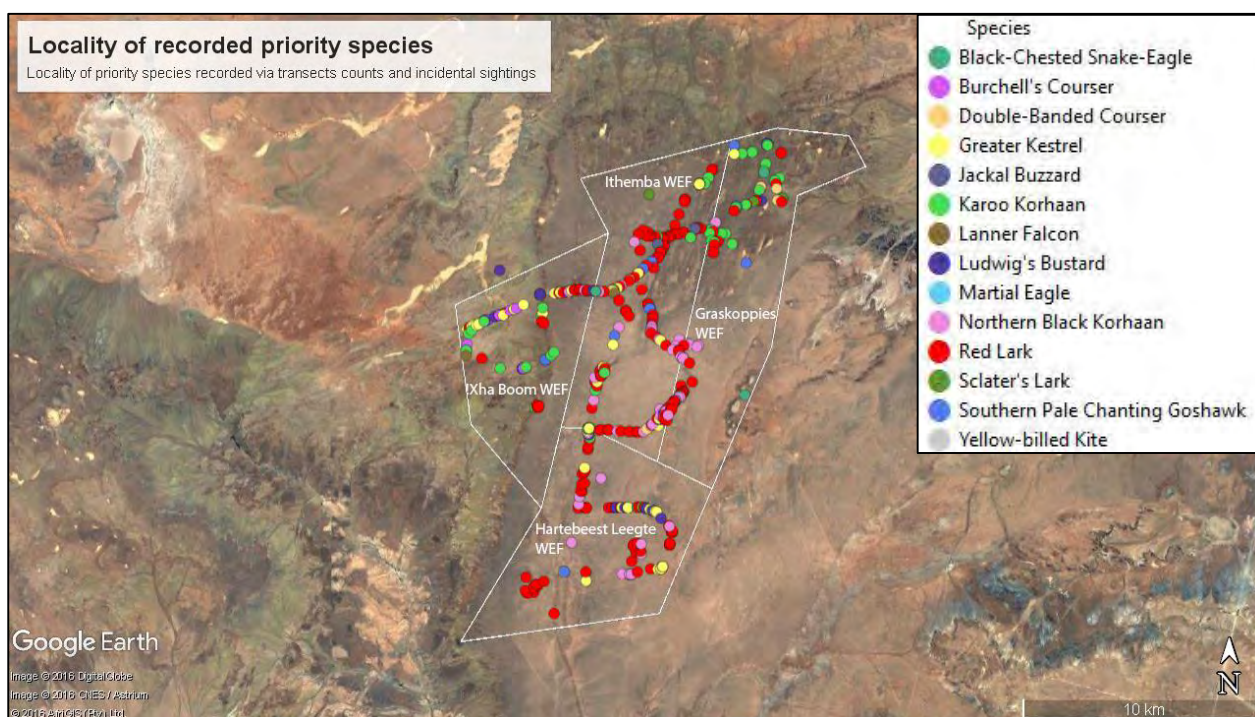 Locality of recorded priority species
Locality of priority species recorded via transects counts and incidental sightings
Species
Black-Chested Snake-Eagle
Burchell's Courser
Double-Banded Courser
Greater Kestrel
Jackal Buzzard
Karoo Korhaan
Lanner Falcon
Ludwig's Bustard
Martial Eagle
Northern Black Korhaan
Red Lark
Sclater's Lark
Southern Pale Chanting Goshawk
Yellow-billed Kite
Ithemba WEF
Graskoppies
WEF
!Xha Boom WEF
Hartebeest Leegte
WEF
Google Earth
Image © 2016 DigitalGlobe
Image © 2016 CNES / Astrium
© 2016 AfriGIS (Pty) Ltd.
N
10 km